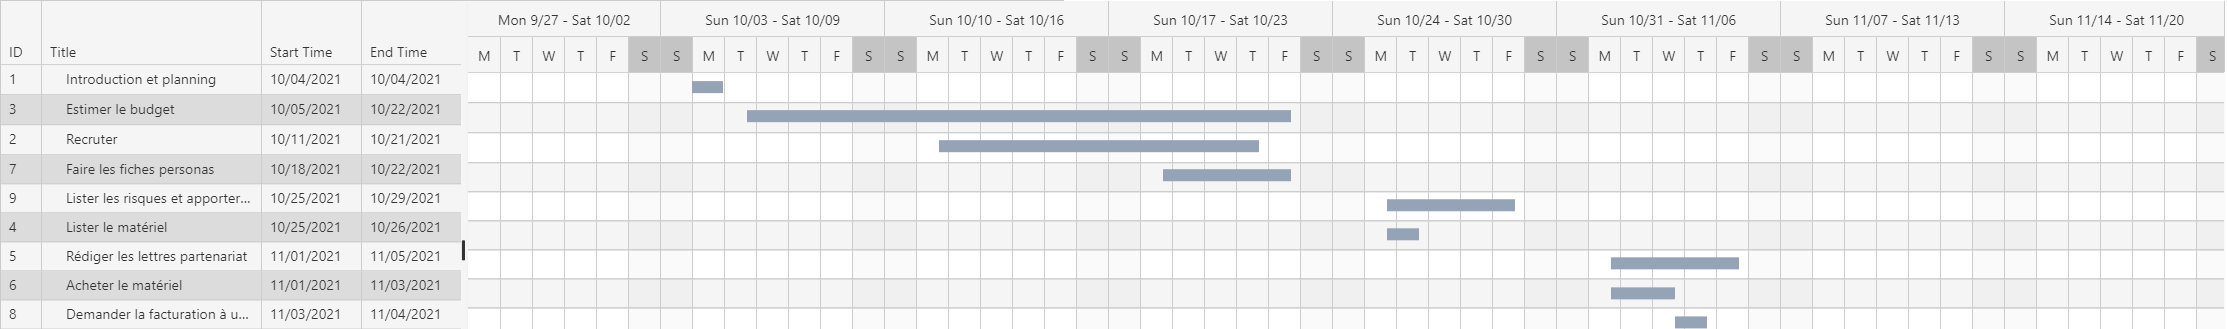 Mon 9/27 - Sat 10/02 Sun 10/03 - Sat 10/09 Sun 10/10 - Sat 10/16 Sun 10/17 - Sat 10/23 Sun 10/24 - Sat 10/30 Sun 10/31 - Sat 11/06 Sun 11/07 - Sat 11/13 Sun 11/14 - Sat 11/20
ID Title Start Time End Time M T W T F S S M T W T F S S M T W T F S S M T W T F S S M T W T F S S M T W T F S S M T W T F S S M T W T F S
1 Introduction et planning 10/04/2021 10/04/2021
3 Estimer le budget 10/05/2021 10/22/2021
2 Recruter 10/11/2021 10/21/2021
7 Faire les fiches personas 10/18/2021 10/22/2021
9 Lister les risques et apporter... 10/25/2021 10/29/2021
4 Lister le matériel 10/25/2021 10/26/2021
5 Rédiger les lettres partenariat 11/01/2021 11/05/2021
6 Acheter le matériel 11/01/2021 11/03/2021
8 Demander la facturation à u... 11/03/2021 11/04/2021